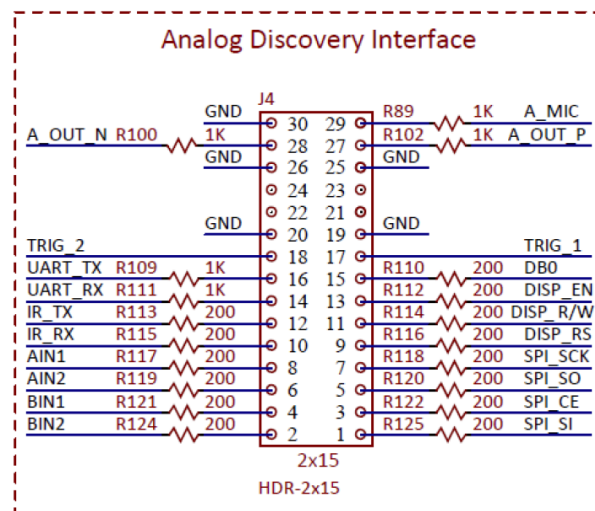 Analog Discovery Interface
J4
GND 30 29 R89 1K A_MIC
A_OUT_N R100 1K 28 27 R102 1K A_OUT_P
GND 26 25 GND
24 23
22 21
GND 20 19 GND
TRIG_2 18 17 TRIG_1
UART_TX R109 1K 16 15 R110 200 DB0
UART_RX R111 1K 14 13 R112 200 DISP_EN
IR_TX R113 200 12 11 R114 200 DISP_R/W
IR_RX R115 200 10 9 R116 200 DISP_RS
AIN1 R117 200 8 7 R118 200 SPI_SCK
AIN2 R119 200 6 5 R120 200 SPI_SO
BIN1 R121 200 4 3 R122 200 SPI_CE
BIN2 R124 200 2 1 R125 200 SPI_SI
2x15
HDR-2x15